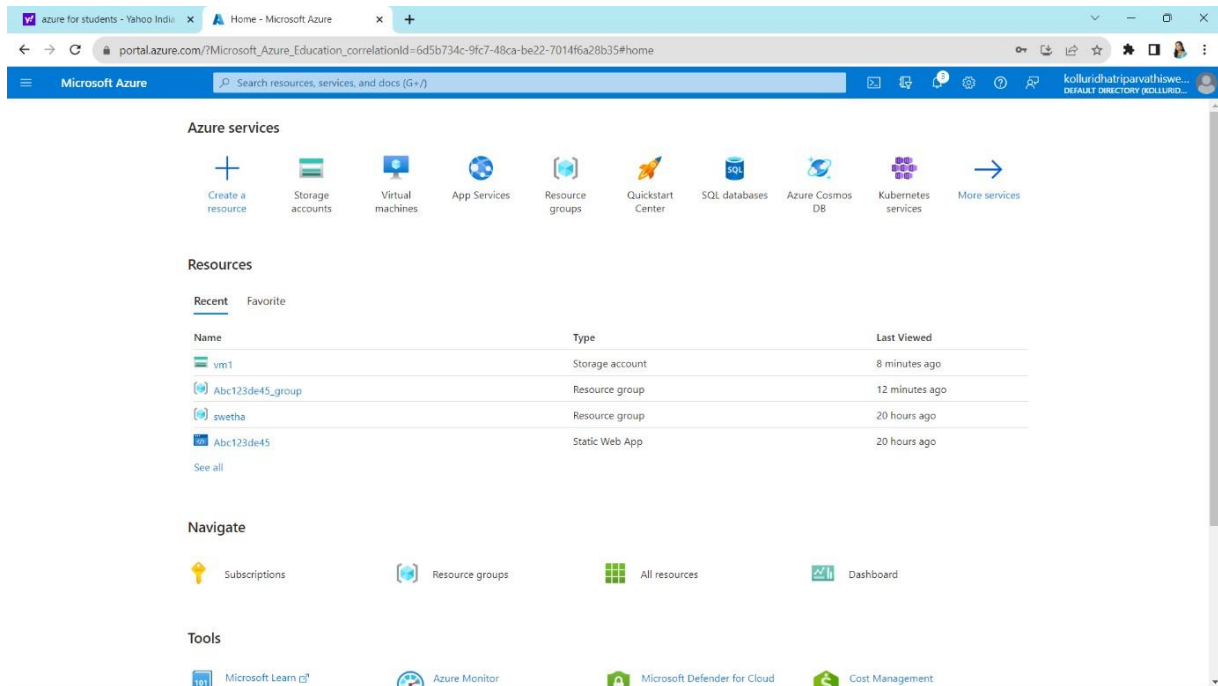 azure for students - Yahoo India
Home - Microsoft Azure
portal.azure.com/?Microsoft_Azure_Education_correlationId=6d5b734c-9fc7-48ca-be22-7014f6a28b35#home
Microsoft Azure
Search resources, services, and docs (G+/)
3
kolluridhatriparvathiswe...
DEFAULT DIRECTORY (KOLLURID...
Azure services
Create a resource
Storage accounts
Virtual machines
App Services
Resource groups
Quickstart Center
SQL
SQL databases
Azure Cosmos DB
Kubernetes services
More services
Resources
Recent Favorite
Name Type Last Viewed
vm1 Storage account 8 minutes ago
Abc123de45_group Resource group 12 minutes ago
swetha Resource group 20 hours ago
Abc123de45 Static Web App 20 hours ago
See all
Navigate
Subscriptions Resource groups All resources Dashboard
Tools
101 Microsoft Learn Azure Monitor Microsoft Defender for Cloud Cost Management